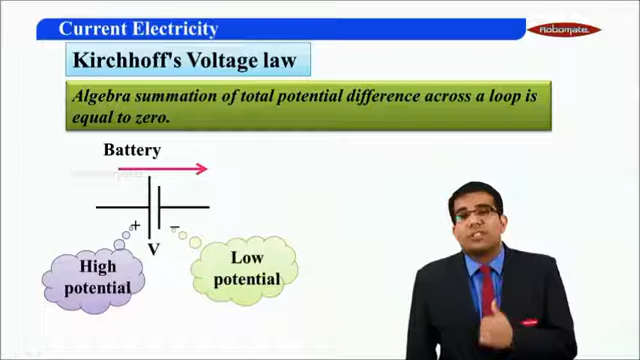 Current Electricity
Robomate
Kirchhoff's Voltage law
Algebra summation of total potential difference across a loop is
equal to zero.
Battery
+ −
V
High
potential
Low
potential